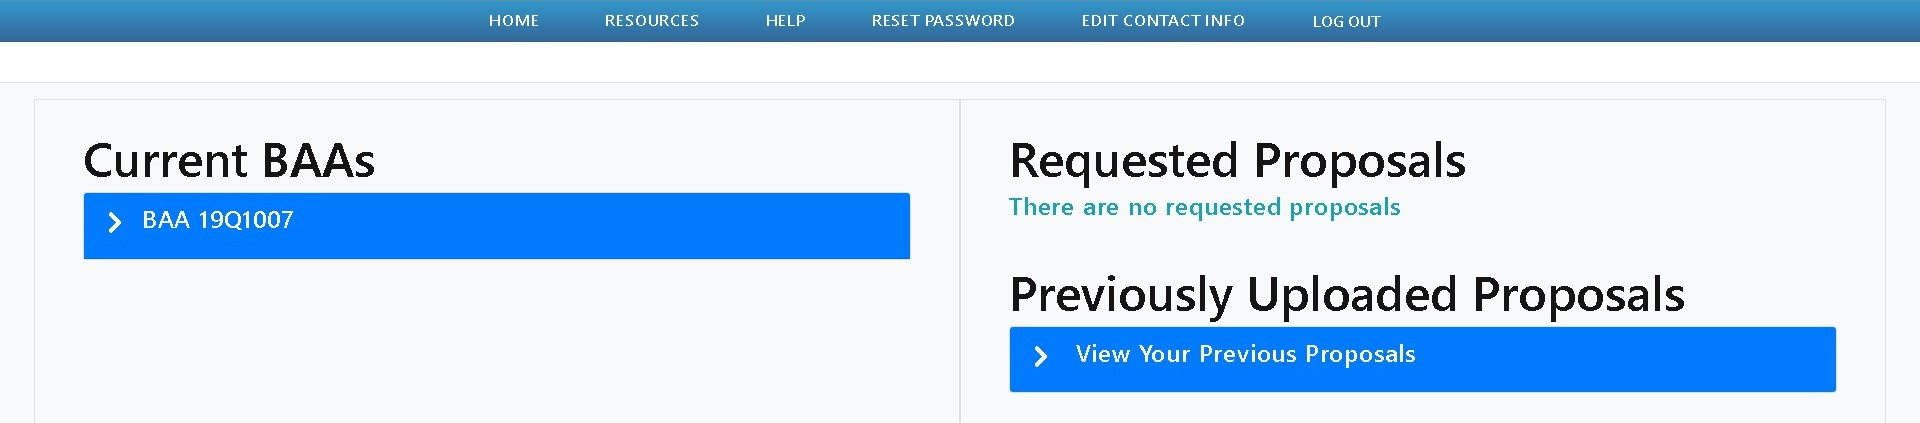 HOME RESOURCES HELP RESET PASSWORD EDIT CONTACT INFO LOG OUT
Current BAAs
BAA 19Q1007
Requested Proposals
There are no requested proposals
Previously Uploaded Proposals
View Your Previous Proposals